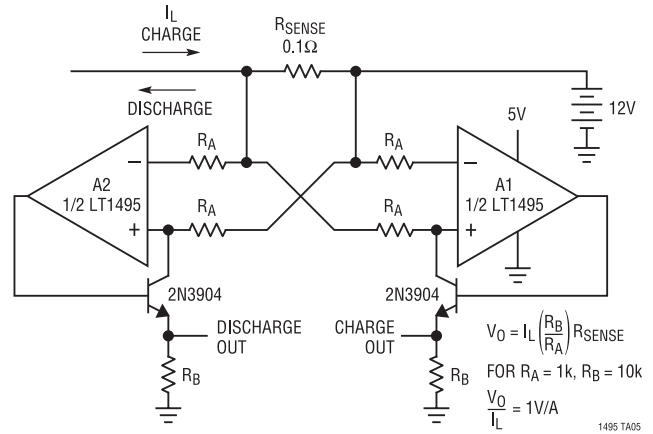 I_L
CHARGE
R_SENSE
0.1Ω
DISCHARGE
12V
5V
R_A
R_A
−
−
A2
1/2 LT1495
A1
1/2 LT1495
R_A
R_A
+
+
2N3904
2N3904
DISCHARGE
OUT
CHARGE
OUT
R_B
R_B
V_O = I_L (R_B/R_A) R_SENSE
FOR R_A = 1k, R_B = 10k
V_O/I_L = 1V/A
1495 TA05